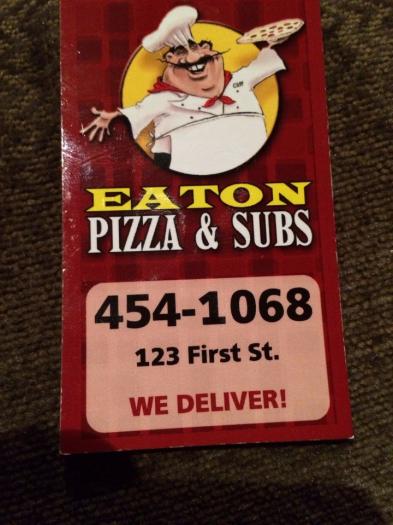 EATON
PIZZA & SUBS
454-1068
123 First St.
WE DELIVER!